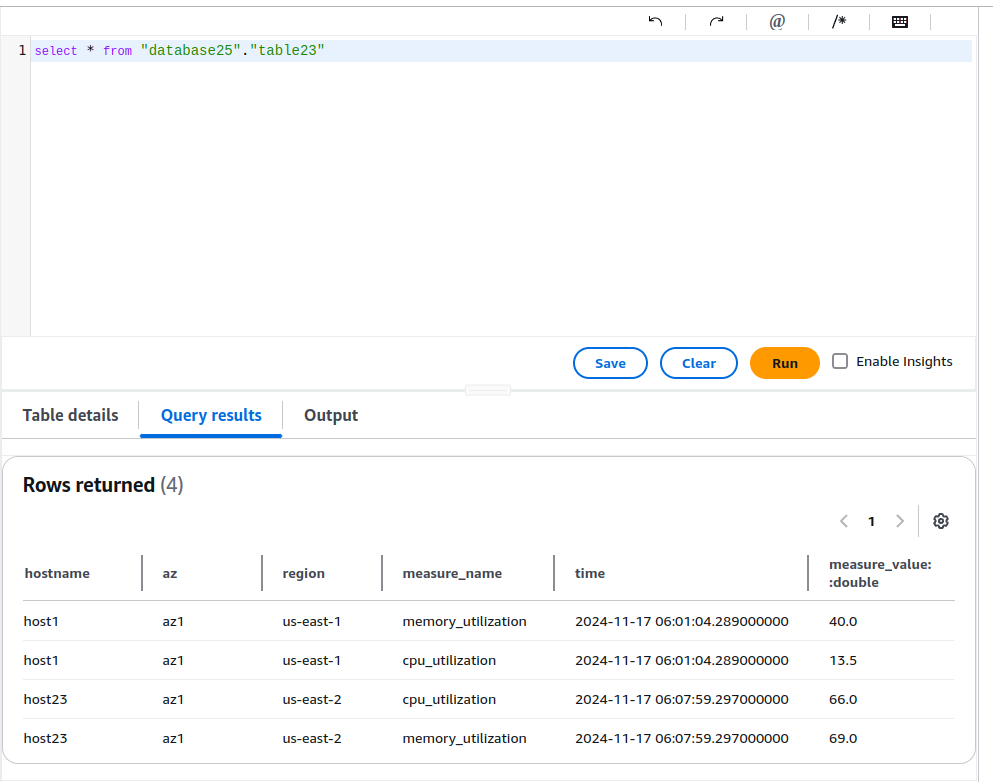 @ /*
1 select * from "database25"."table23"
Save Clear Run Enable Insights
Table details Query results Output
Rows returned (4)
1
hostname az region measure_name time measure_value:
:double
host1 az1 us-east-1 memory_utilization 2024-11-17 06:01:04.289000000 40.0
host1 az1 us-east-1 cpu_utilization 2024-11-17 06:01:04.289000000 13.5
host23 az1 us-east-2 cpu_utilization 2024-11-17 06:07:59.297000000 66.0
host23 az1 us-east-2 memory_utilization 2024-11-17 06:07:59.297000000 69.0